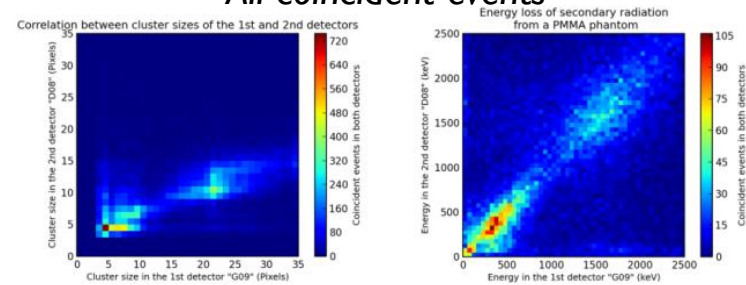 All coincident events
Correlation between cluster sizes of the 1st and 2nd detectors
Cluster size in the 2nd detector "D08" (Pixels)
35
30
25
20
15
10
5
0
0 5 10 15 20 25 30 35
Cluster size in the 1st detector "G09" (Pixels)
720
640
560
480
400
320
240
160
80
0
Coincident events in both detectors
Energy loss of secondary radiation
from a PMMA phantom
Energy in the 2nd detector "D08" (keV)
2500
2000
1500
1000
500
0
0 500 1000 1500 2000 2500
Energy in the 1st detector "G09" (keV)
105
90
75
60
45
30
15
0
Coincident events in both detectors